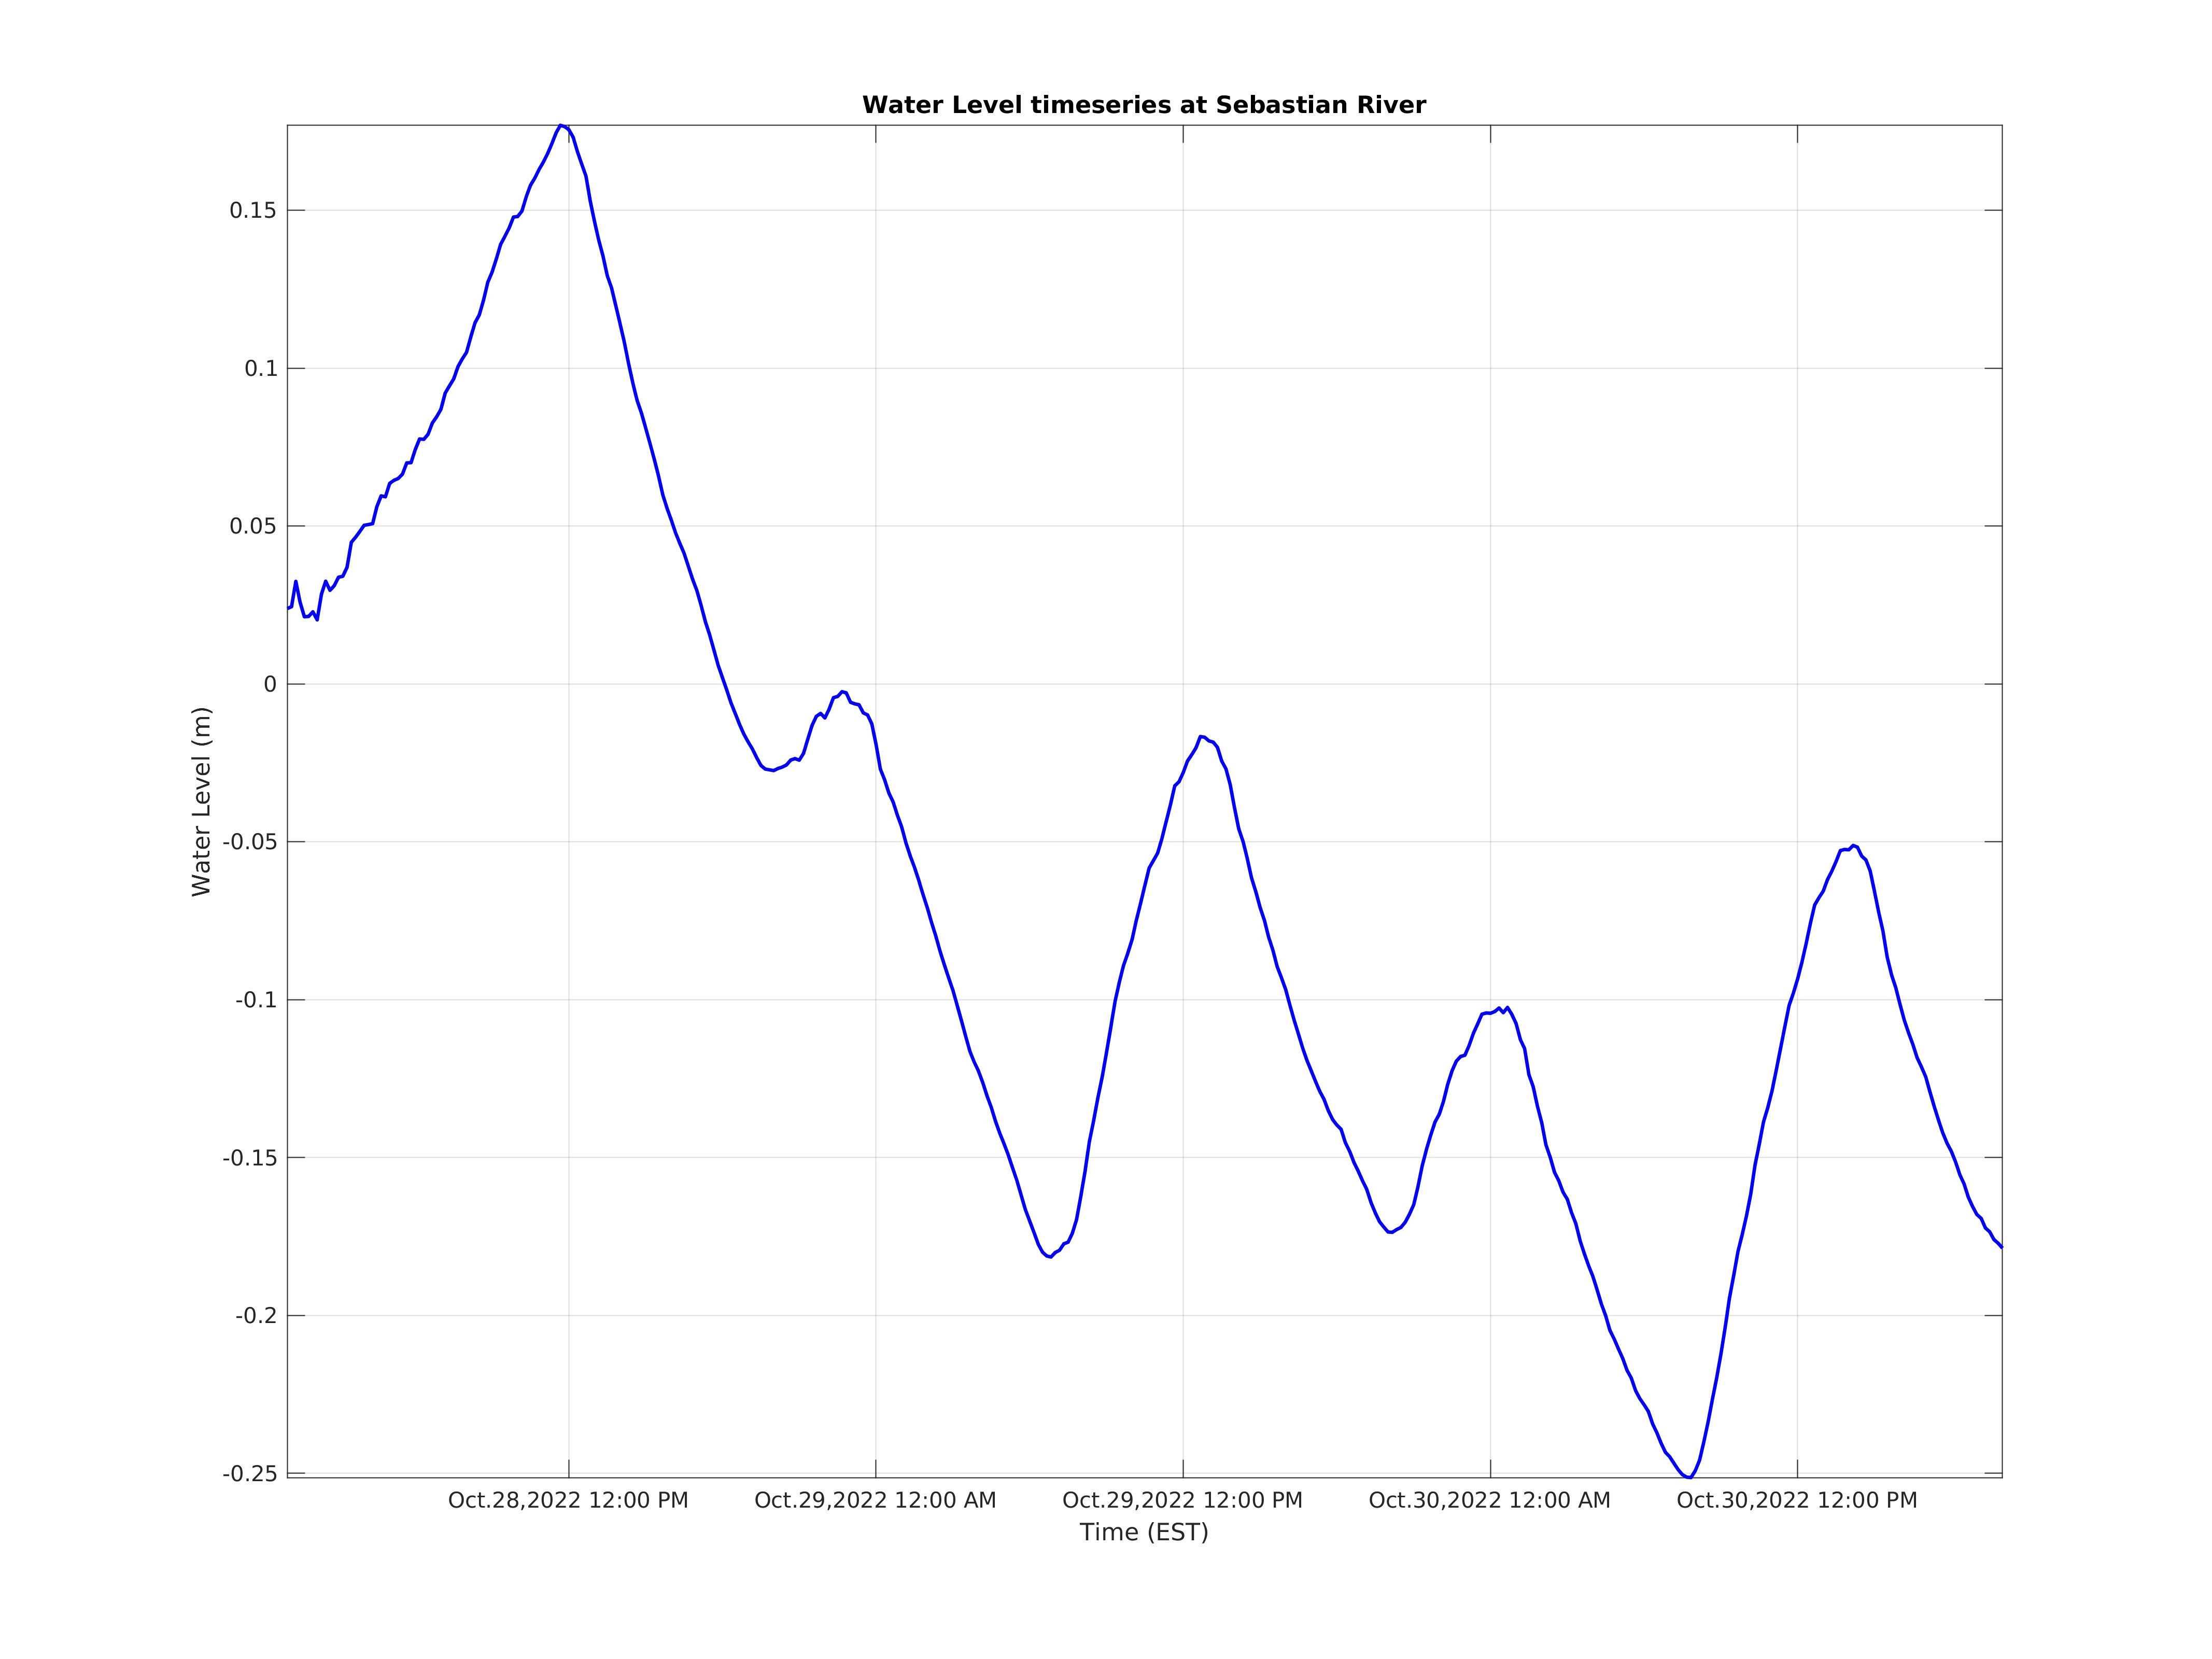 Water Level timeseries at Sebastian River
0.15
0.1
0.05
0
-0.05
-0.1
-0.15
-0.2
-0.25
Water Level (m)
Oct.28,2022 12:00 PM
Oct.29,2022 12:00 AM
Oct.29,2022 12:00 PM
Oct.30,2022 12:00 AM
Oct.30,2022 12:00 PM
Time (EST)